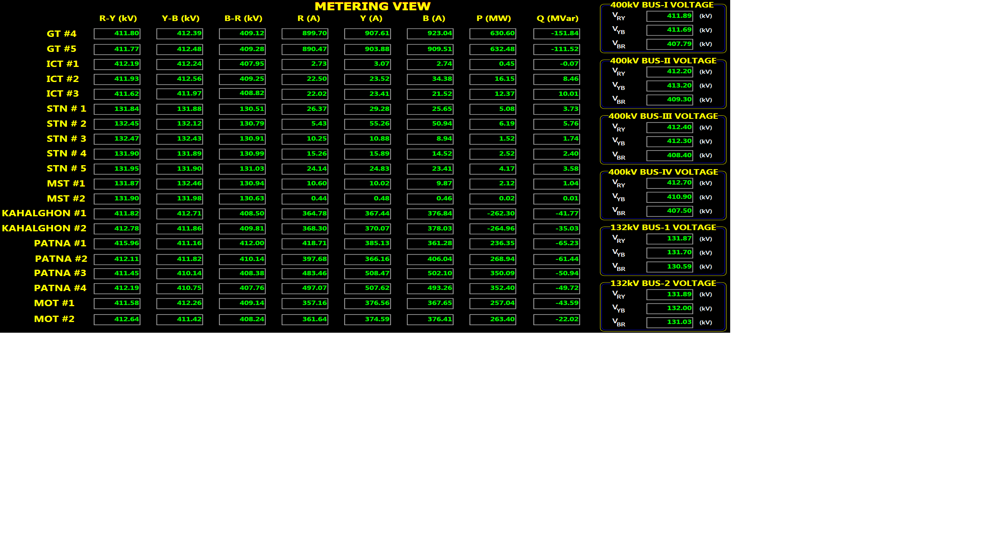 METERING VIEW
R-Y (kV) Y-B (kV) B-R (kV) R (A) Y (A) B (A) P (MW) Q (MVar)
GT #4 411.80 412.39 409.12 899.70 907.61 923.04 630.60 -151.84
GT #5 411.77 412.48 409.28 890.47 903.88 909.51 632.48 -111.52
ICT #1 412.19 412.24 407.95 2.73 3.07 2.74 0.45 -0.07
ICT #2 411.93 412.56 409.25 22.50 23.52 34.38 16.15 8.46
ICT #3 411.62 411.97 408.82 22.02 23.41 21.52 12.37 10.01
STN # 1 131.84 131.88 130.51 26.37 29.28 25.65 5.08 3.73
STN # 2 132.45 132.12 130.79 5.43 55.26 50.94 6.19 5.76
STN # 3 132.47 132.43 130.91 10.25 10.88 8.94 1.52 1.74
STN # 4 131.90 131.89 130.99 15.26 15.89 14.52 2.52 2.40
STN # 5 131.95 131.90 131.03 24.14 24.83 23.41 4.17 3.58
MST #1 131.87 132.46 130.94 10.60 10.02 9.87 2.12 1.04
MST #2 131.90 131.98 130.63 0.44 0.48 0.46 0.02 0.01
KAHALGHON #1 411.82 412.71 408.50 364.78 367.44 376.84 -262.30 -41.77
KAHALGHON #2 412.78 411.86 409.81 368.30 370.07 378.03 -264.96 -35.03
PATNA #1 415.96 411.16 412.00 418.71 385.13 361.28 236.35 -65.23
PATNA #2 412.11 411.82 410.14 397.68 366.16 406.04 268.94 -61.44
PATNA #3 411.45 410.14 408.38 483.46 508.47 502.10 350.09 -50.94
PATNA #4 412.19 410.75 407.76 497.07 507.62 493.26 352.40 -49.72
MOT #1 411.58 412.26 409.14 357.16 376.56 367.65 257.04 -43.59
MOT #2 412.64 411.42 408.24 361.64 374.59 376.41 263.40 -22.02
400kV BUS-I VOLTAGE
VRY 411.89 (kV)
VYB 411.69 (kV)
VBR 407.79 (kV)
400kV BUS-II VOLTAGE
VRY 412.20 (kV)
VYB 413.20 (kV)
VBR 409.30 (kV)
400kV BUS-III VOLTAGE
VRY 412.40 (kV)
VYB 412.30 (kV)
VBR 408.40 (kV)
400kV BUS-IV VOLTAGE
VRY 412.70 (kV)
VYB 410.90 (kV)
VBR 407.50 (kV)
132kV BUS-1 VOLTAGE
VRY 131.87 (kV)
VYB 131.70 (kV)
VBR 130.59 (kV)
132kV BUS-2 VOLTAGE
VRY 131.89 (kV)
VYB 132.00 (kV)
VBR 131.03 (kV)